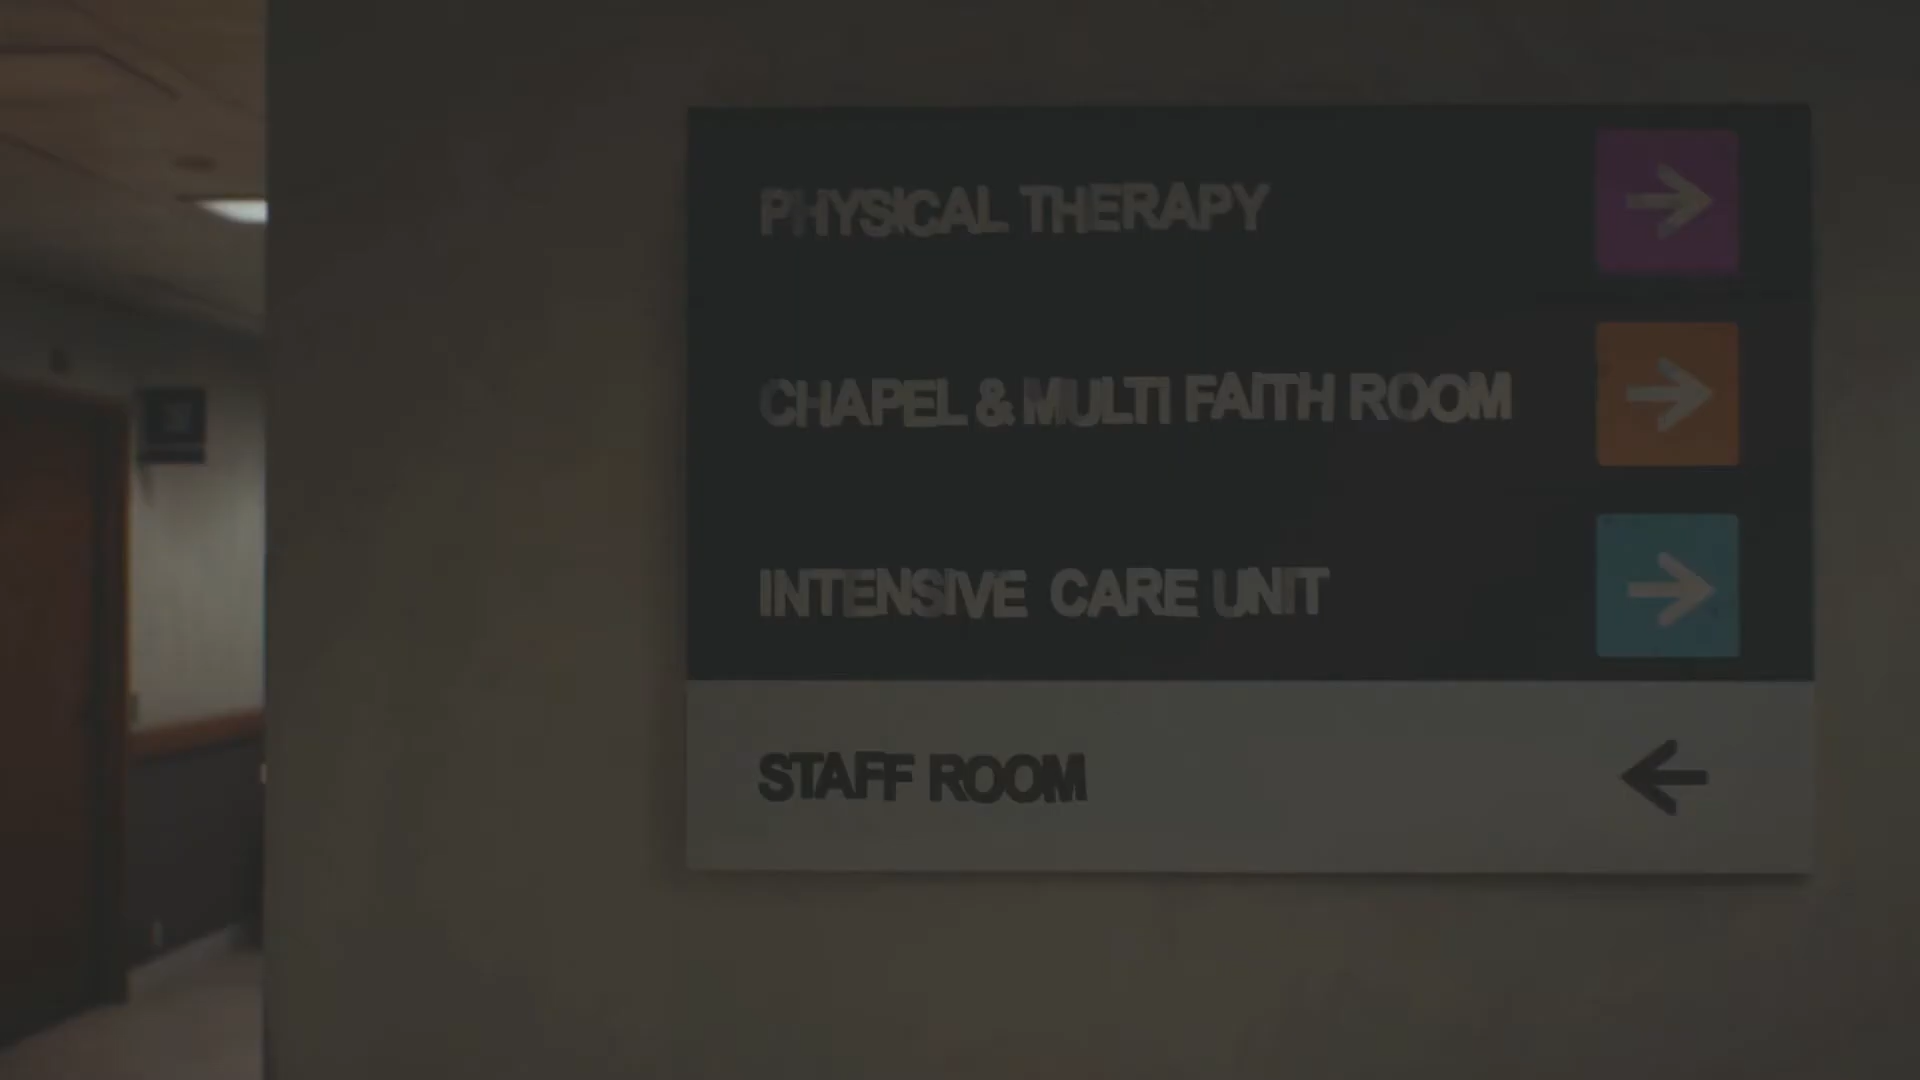 PHYSICAL THERAPY
CHAPEL & MULTI FAITH ROOM
INTENSIVE CARE UNIT
STAFF ROOM